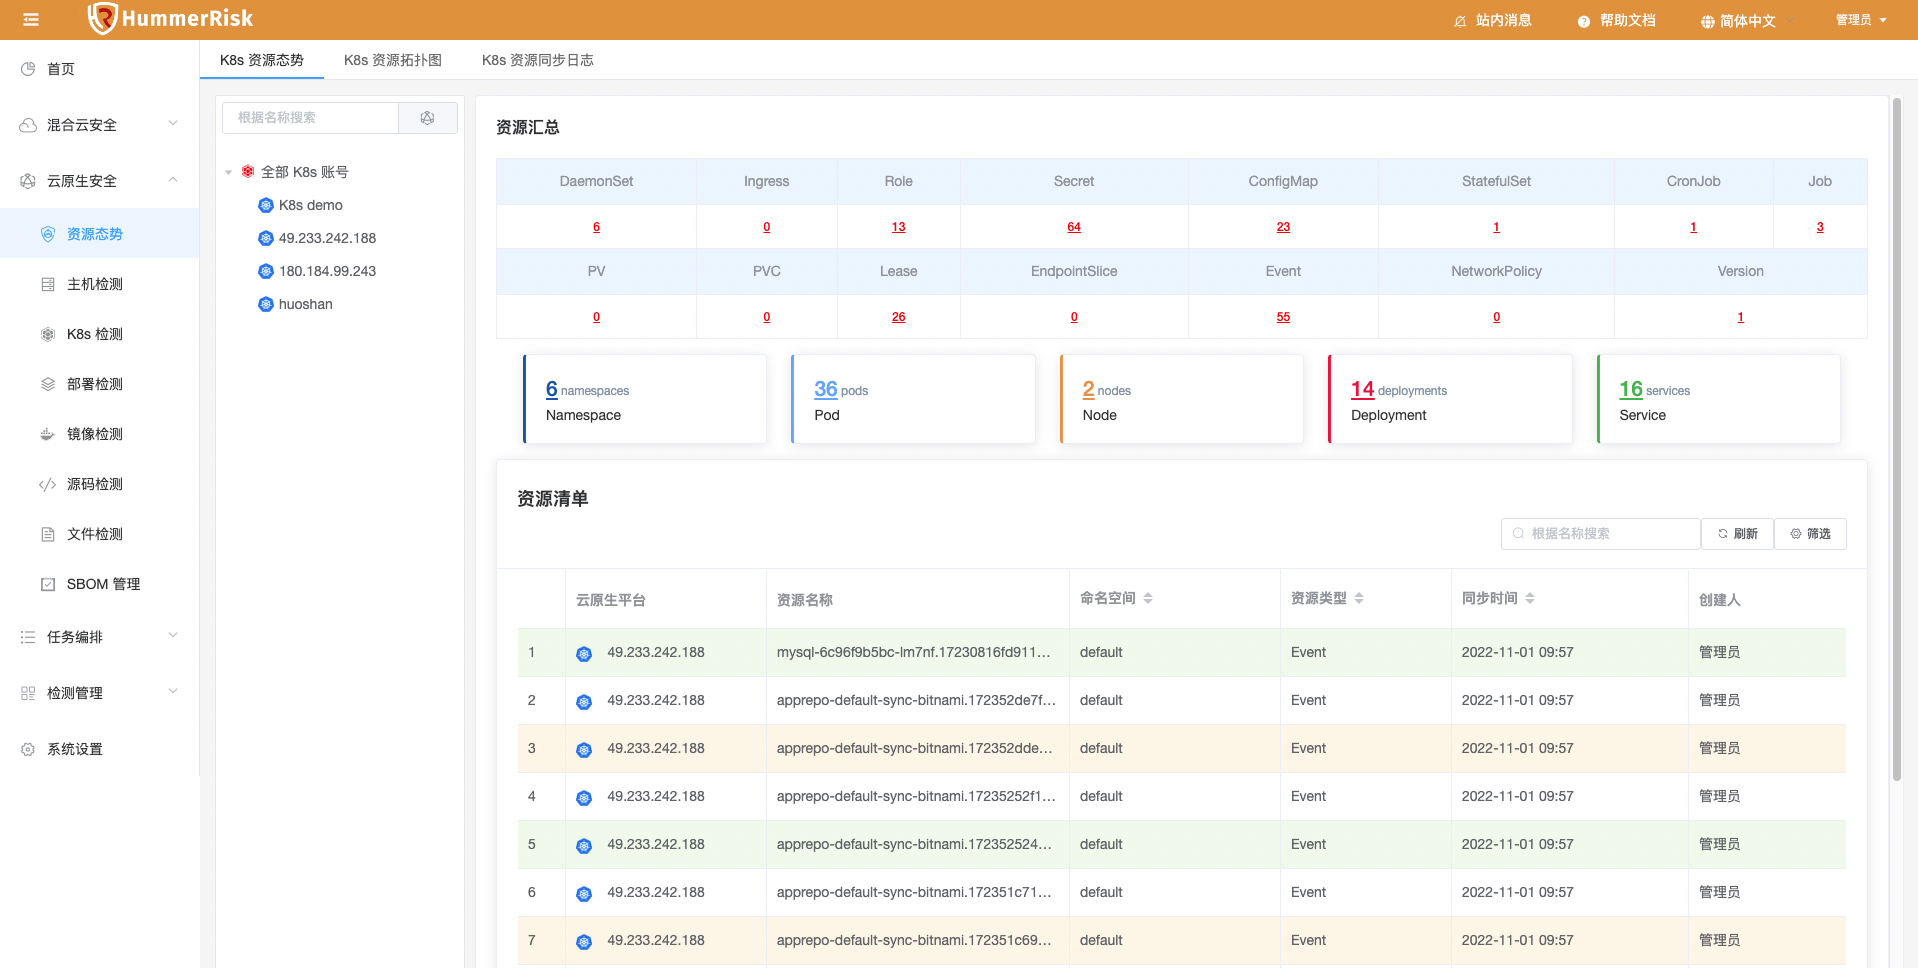 HummerRisk
站内消息 帮助文档 简体中文 管理员
首页
混合云安全
云原生安全
资源态势
主机检测
K8s 检测
部署检测
镜像检测
源码检测
文件检测
SBOM 管理
任务编排
检测管理
系统设置
K8s 资源态势 K8s 资源拓扑图 K8s 资源同步日志
根据名称搜索
全部 K8s 账号
K8s demo
49.233.242.188
180.184.99.243
huoshan
资源汇总
DaemonSet Ingress Role Secret ConfigMap StatefulSet CronJob Job
6 0 13 64 23 1 1 3
PV PVC Lease EndpointSlice Event NetworkPolicy Version
0 0 26 0 55 0 1
6 namespaces
Namespace
36 pods
Pod
2 nodes
Node
14 deployments
Deployment
16 services
Service
资源清单
根据名称搜索 刷新 筛选
云原生平台 资源名称 命名空间 资源类型 同步时间 创建人
1 49.233.242.188 mysql-6c96f9b5bc-lm7nf.17230816fd911... default Event 2022-11-01 09:57 管理员
2 49.233.242.188 apprepo-default-sync-bitnami.172352de7f... default Event 2022-11-01 09:57 管理员
3 49.233.242.188 apprepo-default-sync-bitnami.172352dde... default Event 2022-11-01 09:57 管理员
4 49.233.242.188 apprepo-default-sync-bitnami.17235252f1... default Event 2022-11-01 09:57 管理员
5 49.233.242.188 apprepo-default-sync-bitnami.172352524... default Event 2022-11-01 09:57 管理员
6 49.233.242.188 apprepo-default-sync-bitnami.172351c71... default Event 2022-11-01 09:57 管理员
7 49.233.242.188 apprepo-default-sync-bitnami.172351c69... default Event 2022-11-01 09:57 管理员